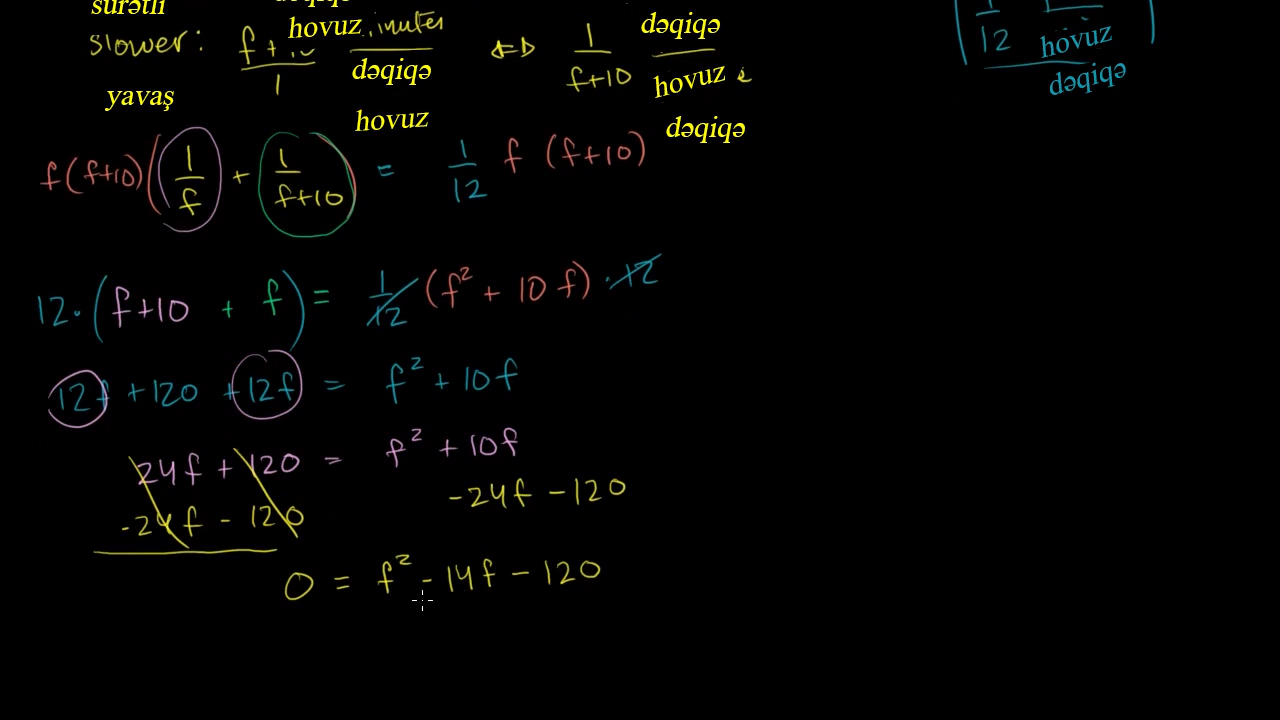 surətli
hovuz
slower: f+10 minutes
1
dəqiqə
hovuz
yavaş
⇔ 1
f+10
dəqiqə
hovuz
dəqiqə
1
12 hovuz
dəqiqə
f(f+10)(1/f + 1/f+10) = 1/12 f (f+10)
12·(f+10 + f) = 1/12 (f² + 10f)·12
12f +120 +12f = f² +10f
24f + 120 = f² + 10f
-24f - 120 -24f - 120
0 = f² - 14f - 120